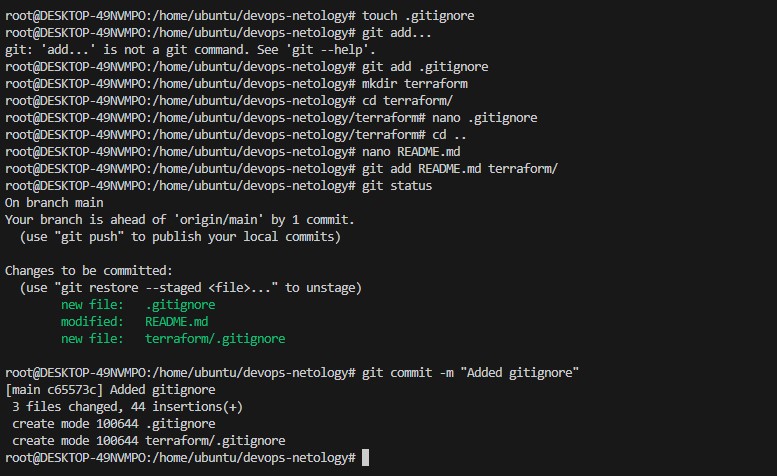 root@DESKTOP-49NVMPO:/home/ubuntu/devops-netology# touch .gitignore
root@DESKTOP-49NVMPO:/home/ubuntu/devops-netology# git add...
git: 'add...' is not a git command. See 'git --help'.
root@DESKTOP-49NVMPO:/home/ubuntu/devops-netology# git add .gitignore
root@DESKTOP-49NVMPO:/home/ubuntu/devops-netology# mkdir terraform
root@DESKTOP-49NVMPO:/home/ubuntu/devops-netology# cd terraform/
root@DESKTOP-49NVMPO:/home/ubuntu/devops-netology/terraform# nano .gitignore
root@DESKTOP-49NVMPO:/home/ubuntu/devops-netology/terraform# cd ..
root@DESKTOP-49NVMPO:/home/ubuntu/devops-netology# nano README.md
root@DESKTOP-49NVMPO:/home/ubuntu/devops-netology# git add README.md terraform/
root@DESKTOP-49NVMPO:/home/ubuntu/devops-netology# git status
On branch main
Your branch is ahead of 'origin/main' by 1 commit.
  (use "git push" to publish your local commits)

Changes to be committed:
  (use "git restore --staged <file>..." to unstage)
        new file:   .gitignore
        modified:   README.md
        new file:   terraform/.gitignore

root@DESKTOP-49NVMPO:/home/ubuntu/devops-netology# git commit -m "Added gitignore"
[main c65573c] Added gitignore
 3 files changed, 44 insertions(+)
 create mode 100644 .gitignore
 create mode 100644 terraform/.gitignore
root@DESKTOP-49NVMPO:/home/ubuntu/devops-netology#